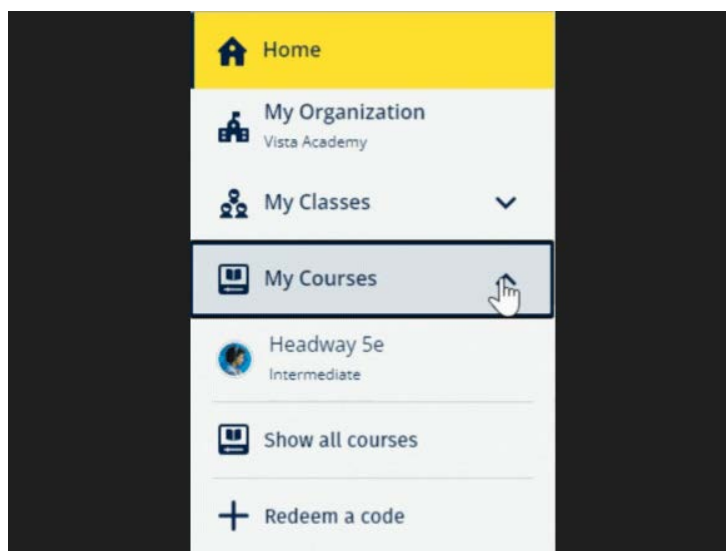 Home
My Organization
Vista Academy
My Classes
My Courses
Headway 5e
Intermediate
Show all courses
Redeem a code